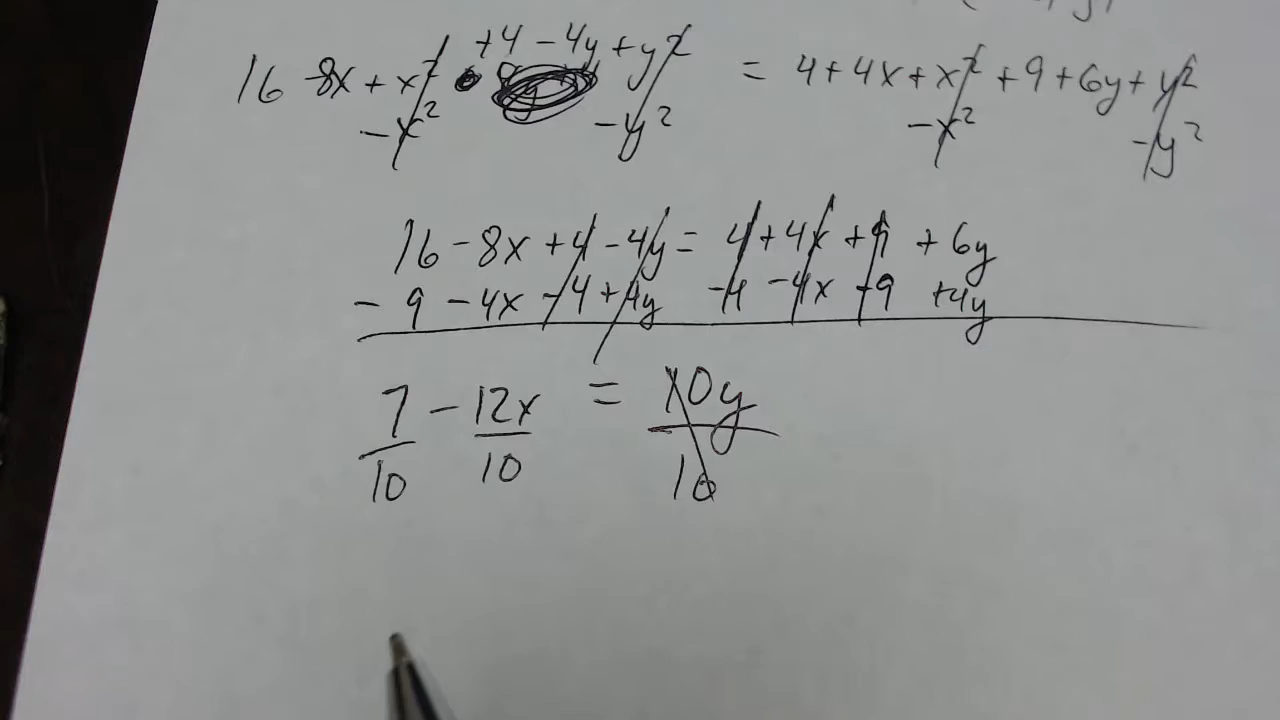 16 -8x + x² +4 - 4y + y² = 4 + 4x + x² + 9 + 6y + y²
-x² -y² -x² -y²
16 - 8x + 4 - 4y = 4 + 4x + 9 + 6y
- 9 - 4x - 4 + 4y -4 -4x -9 +4y
7 - 12x = 10y
10 10 10